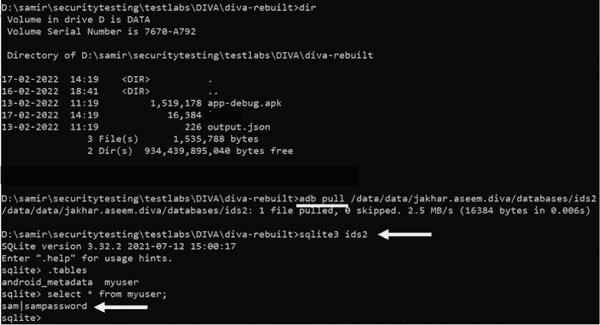 D:\samir\securitytesting\testlabs\DIVA\diva-rebuilt>dir
Volume in drive D is DATA
Volume Serial Number is 7670-A792
Directory of D:\samir\securitytesting\testlabs\DIVA\diva-rebuilt
17-02-2022 14:19 <DIR> .
16-02-2022 18:41 <DIR> ..
13-02-2022 11:19 1,519,178 app-debug.apk
17-02-2022 14:19 16,384
13-02-2022 11:19 226 output.json
3 File(s) 1,535,788 bytes
2 Dir(s) 934,439,895,040 bytes free
D:\samir\securitytesting\testlabs\DIVA\diva-rebuilt>adb pull /data/data/jakhar.aseem.diva/databases/ids2
/data/data/jakhar.aseem.diva/databases/ids2: 1 file pulled, 0 skipped. 2.5 MB/s (16384 bytes in 0.006s)
D:\samir\securitytesting\testlabs\DIVA\diva-rebuilt>sqlite3 ids2
SQLite version 3.32.2 2021-07-12 15:00:17
Enter ".help" for usage hints.
sqlite> .tables
android_metadata myuser
sqlite> select * from myuser;
sam|sampassword
sqlite>